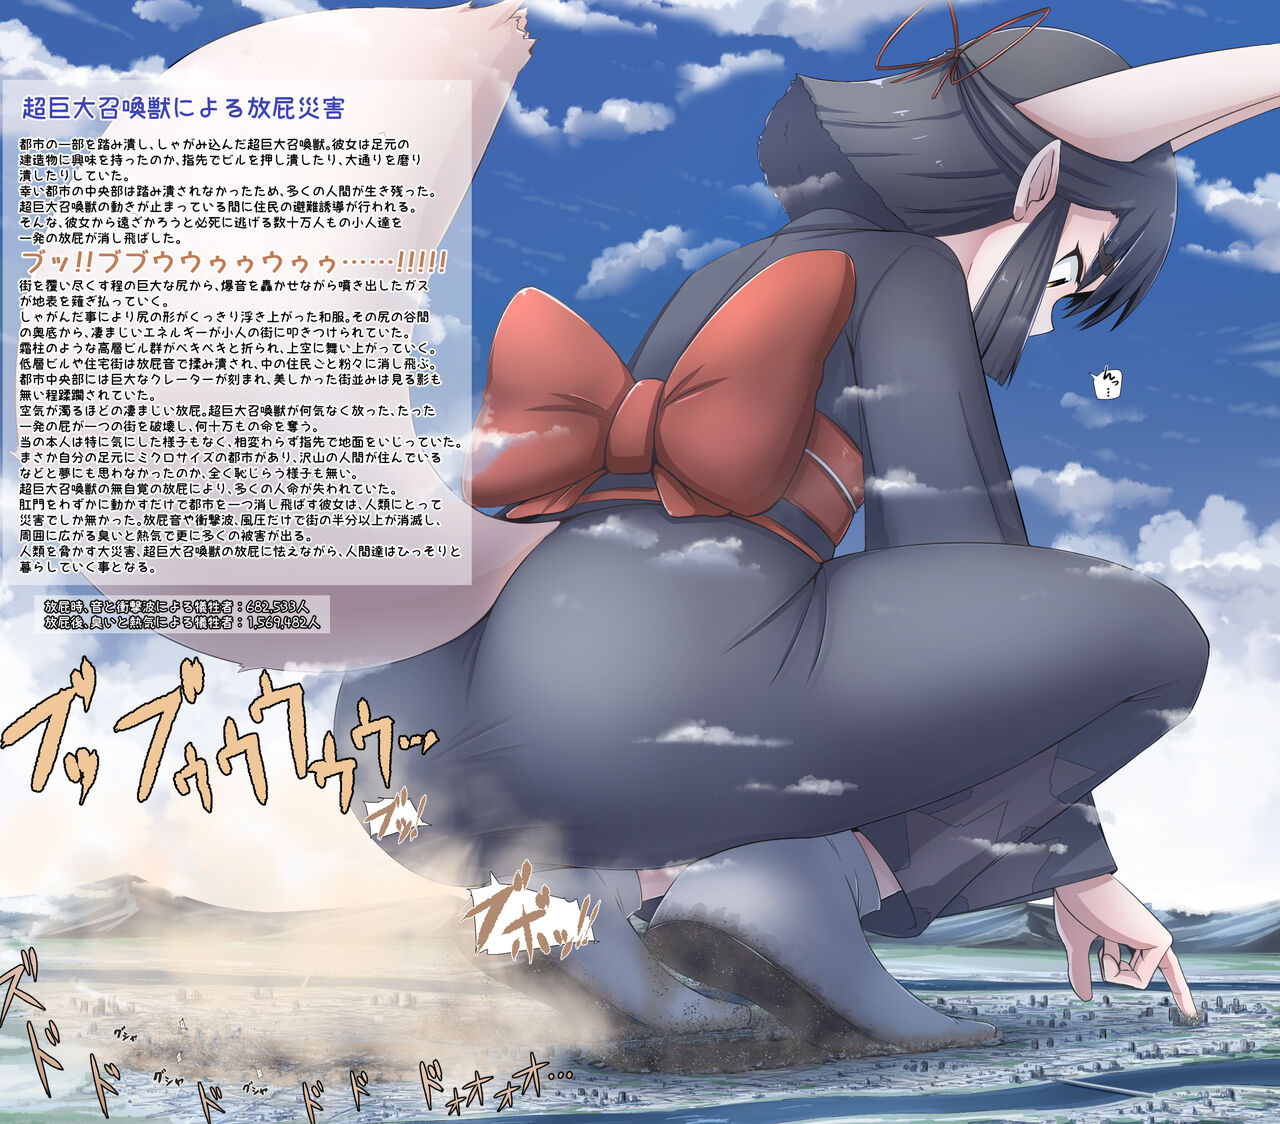 超巨大召喚獣による放屁災害
都市の一部を踏み潰し、しゃがみ込んだ超巨大召喚獣。彼女は足元の
建造物に興味を持ったのか、指先でビルを押し潰したり、大通りを磨り
潰したりしていた。
幸い都市の中央部は踏み潰されなかったため、多くの人間が生き残った。
超巨大召喚獣の動きが止まっている間に住民の避難誘導が行われる。
そんな、彼女から遠ざかろうと必死に逃げる数十万人もの小人達を
一発の放屁が消し飛ばした。
ブッ!!ブブウウゥゥウゥゥ……!!!!!
街を覆い尽くす程の巨大な尻から、爆音を轟かせながら噴き出したガス
が地表を薙ぎ払っていく。
しゃがんだ事により尻の形がくっきり浮き上がった和服。その尻の谷間
の奥底から、凄ましいエネルギーが小人の街に叩きつけられていた。
霜柱のような高層ビル群がベキベキと折られ、上空に舞い上がっていく。
低層ビルや住宅街は放屁音で揉み潰され、中の住民ごと粉々に消し飛ぶ。
都市中央部には巨大なクレーターが刻まれ、美しかった街並みは見る影も
無い程蹂躙されていた。
空気が濁るほどの凄ましい放屁。超巨大召喚獣が何気なく放った、たった
一発の屁が一つの街を破壊し、何十万もの命を奪う。
当の本人は特に気にした様子もなく、相変わらず指先で地面をいじっていた。
まさか自分の足元にミクロサイズの都市があり、沢山の人間が住んでいる
などと夢にも思わなかったのか、全く恥じらう様子も無い。
超巨大召喚獣の無自覚の放屁により、多くの人命が失われていた。
肛門をわずかに動かすだけで都市を一つ消し飛ばす彼女は、人類にとって
災害でしか無かった。放屁音や衝撃波、風圧だけで街の半分以上が消滅し、
周囲に広がる臭いと熱気で更に多くの被害が出る。
人類を脅かす大災害、超巨大召喚獣の放屁に怯えながら、人間達はひっそりと
暮らしていく事となる。
放屁時、音と衝撃波による犠牲者：682,533人
放屁後、臭いと熱気による犠牲者：1,569,482人
んっ…
ブッブゥゥウウゥゥ…
ブッ!
ブボッ!!
ズズドドドドドドォオォオ…
グシャ
グシャ
グシャ